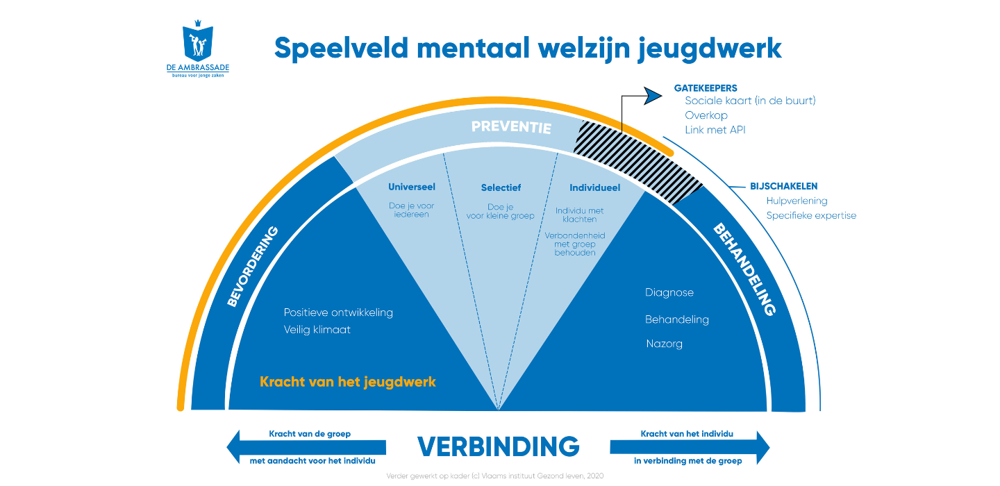 DE AMBRASSADE
bureau voor jonge zaken
Speelveld mentaal welzijn jeugdwerk
GATEKEEPERS
Sociale kaart (in de buurt)
Overkop
Link met API
PREVENTIE
BIJSCHAKELEN
Hulpverlening
Specifieke expertise
Universeel
Doe je voor
iedereen
Selectief
Doe je
voor kleine groep
Individueel
Individu met
klachten
Verbondenheid
met groep
behouden
BEVORDERING
Positieve ontwikkeling
Veilig klimaat
Kracht van het jeugdwerk
BEHANDELING
Diagnose
Behandeling
Nazorg
Kracht van de groep
met aandacht voor het individu
VERBINDING
Kracht van het individu
in verbinding met de groep
Verder gewerkt op kader (c) Vlaams instituut Gezond leven, 2020